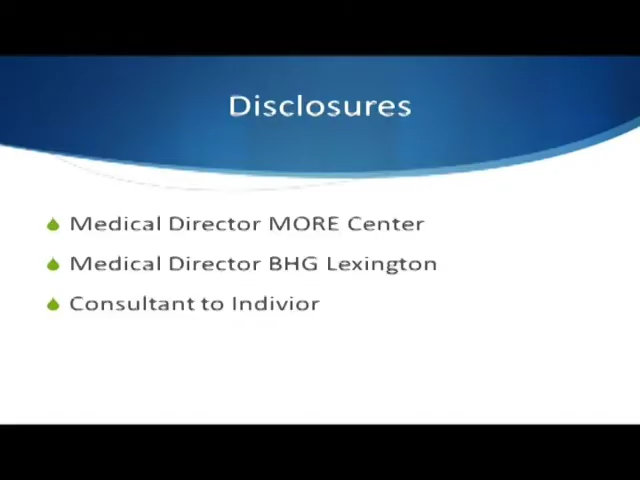 Disclosures
Medical Director MORE Center
Medical Director BHG Lexington
Consultant to Indivior